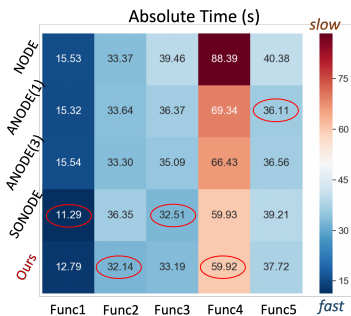 Absolute Time (s)
slow
NODE 15.53 33.37 39.46 88.39 40.38
ANODE(1) 15.32 33.64 36.37 69.34 36.11
ANODE(3) 15.54 33.30 35.09 66.43 36.56
SONODE 11.29 36.35 32.51 59.93 39.21
Ours 12.79 32.14 33.19 59.92 37.72
75
60
45
30
15
Func1 Func2 Func3 Func4 Func5
fast